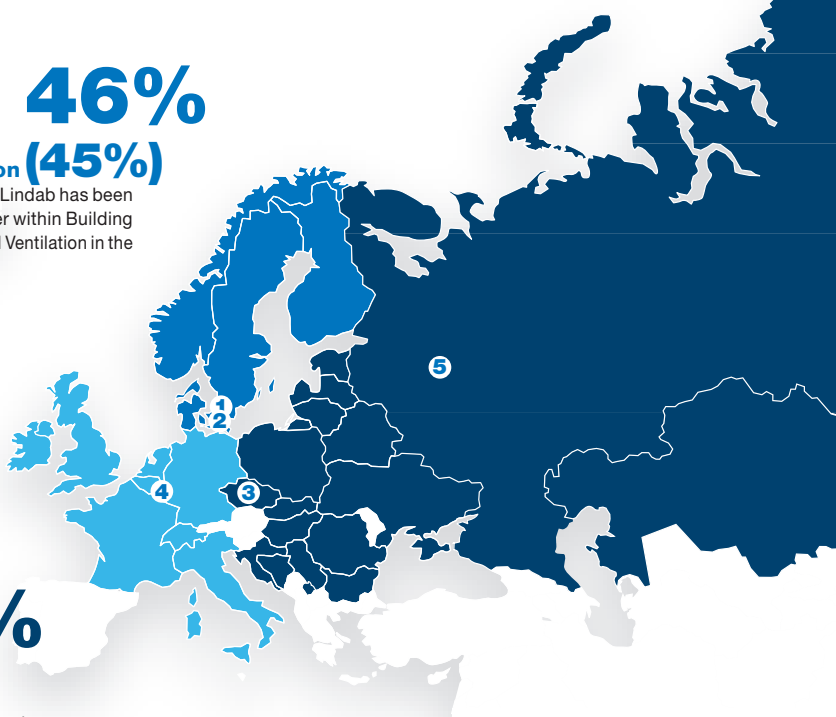 46%
on (45%)
Lindab has been
er within Building
Ventilation in the
5
1
2
4
3
%